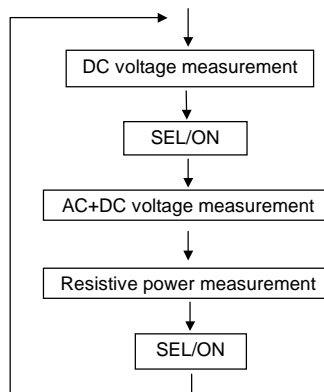 DC voltage measurement
SEL/ON
AC+DC voltage measurement
Resistive power measurement
SEL/ON